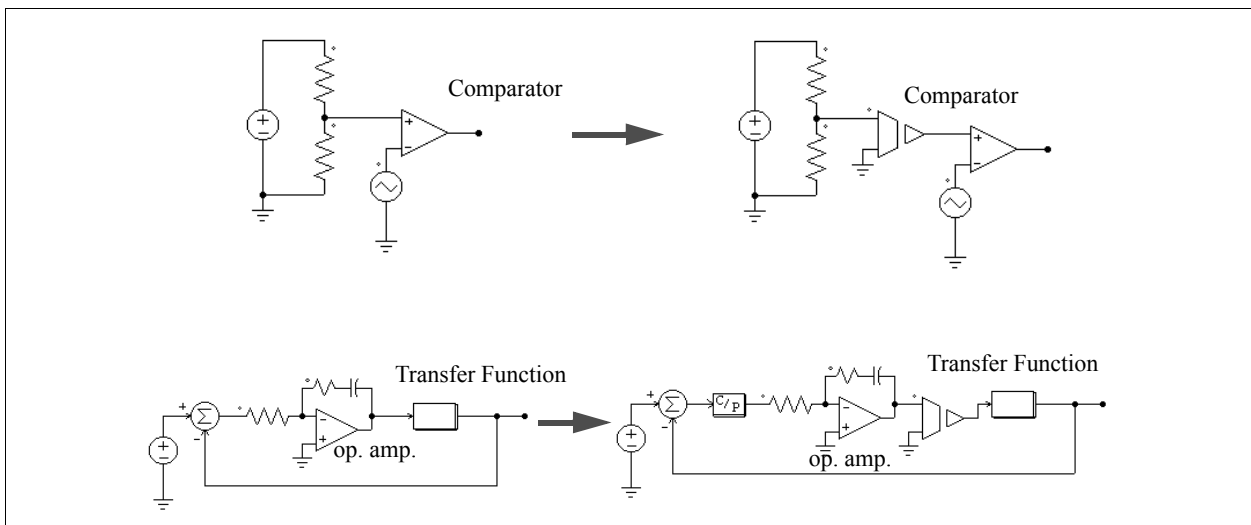 Comparator
Comparator
Transfer Function
op. amp.
C/P
Transfer Function
op. amp.